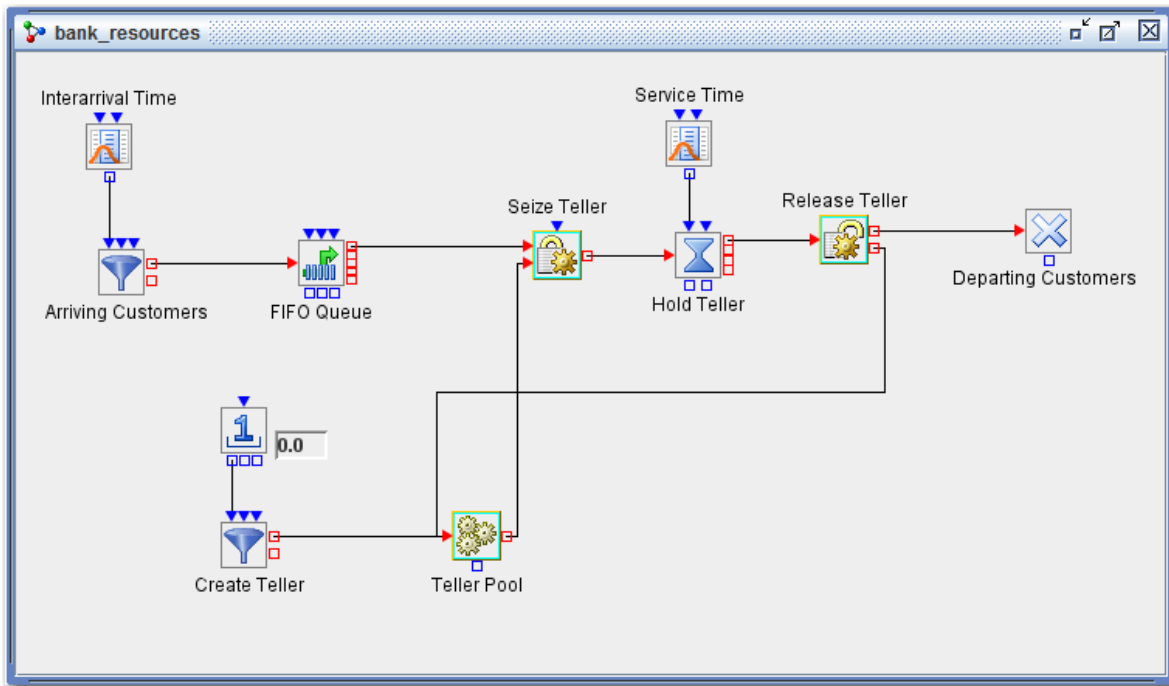 bank_resources
Interarrival Time
Service Time
Seize Teller
Release Teller
Arriving Customers
FIFO Queue
Hold Teller
Departing Customers
1
0.0
Create Teller
Teller Pool